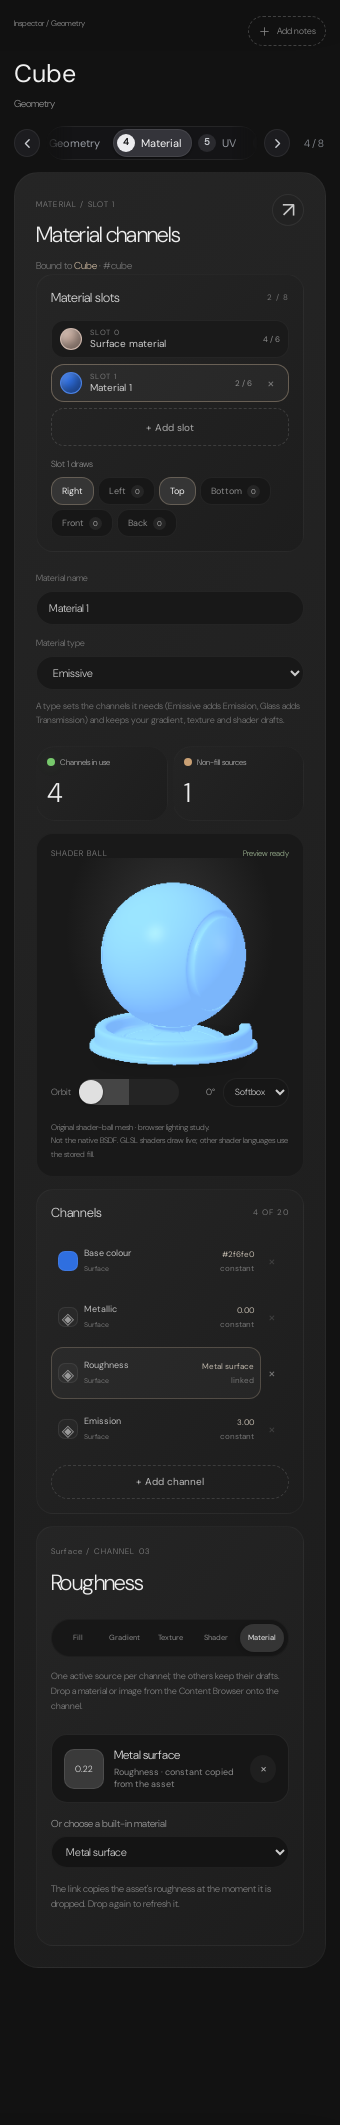 Inspector / Geometry
+ Add notes
Cube
Geometry
Geometry
4 Material
5 UV
4 / 8
MATERIAL / SLOT 1
Material channels
Bound to Cube · #cube
Material slots
2 / 8
SLOT 0
Surface material
4 / 6
SLOT 1
Material 1
2 / 6 ×
+ Add slot
Slot 1 draws
Right
Left 0
Top
Bottom 0
Front 0
Back 0
Material name
Material 1
Material type
Emissive
A type sets the channels it needs (Emissive adds Emission, Glass adds
Transmission) and keeps your gradient, texture and shader drafts.
Channels in use
4
Non-fill sources
1
SHADER BALL
Preview ready
Orbit
0°
Softbox
Original shader-ball mesh · browser lighting study.
Not the native BSDF. GLSL shaders draw live; other shader languages use
the stored fill.
Channels
4 OF 20
Base colour
Surface
#2f6fe0
constant
×
Metallic
Surface
0.00
constant
×
Roughness
Surface
Metal surface
linked
×
Emission
Surface
3.00
constant
×
+ Add channel
Surface / CHANNEL 03
Roughness
Fill
Gradient
Texture
Shader
Material
One active source per channel; the others keep their drafts.
Drop a material or image from the Content Browser onto the
channel.
0.22
Metal surface
Roughness · constant copied
from the asset
×
Or choose a built-in material
Metal surface
The link copies the asset's roughness at the moment it is
dropped. Drop again to refresh it.